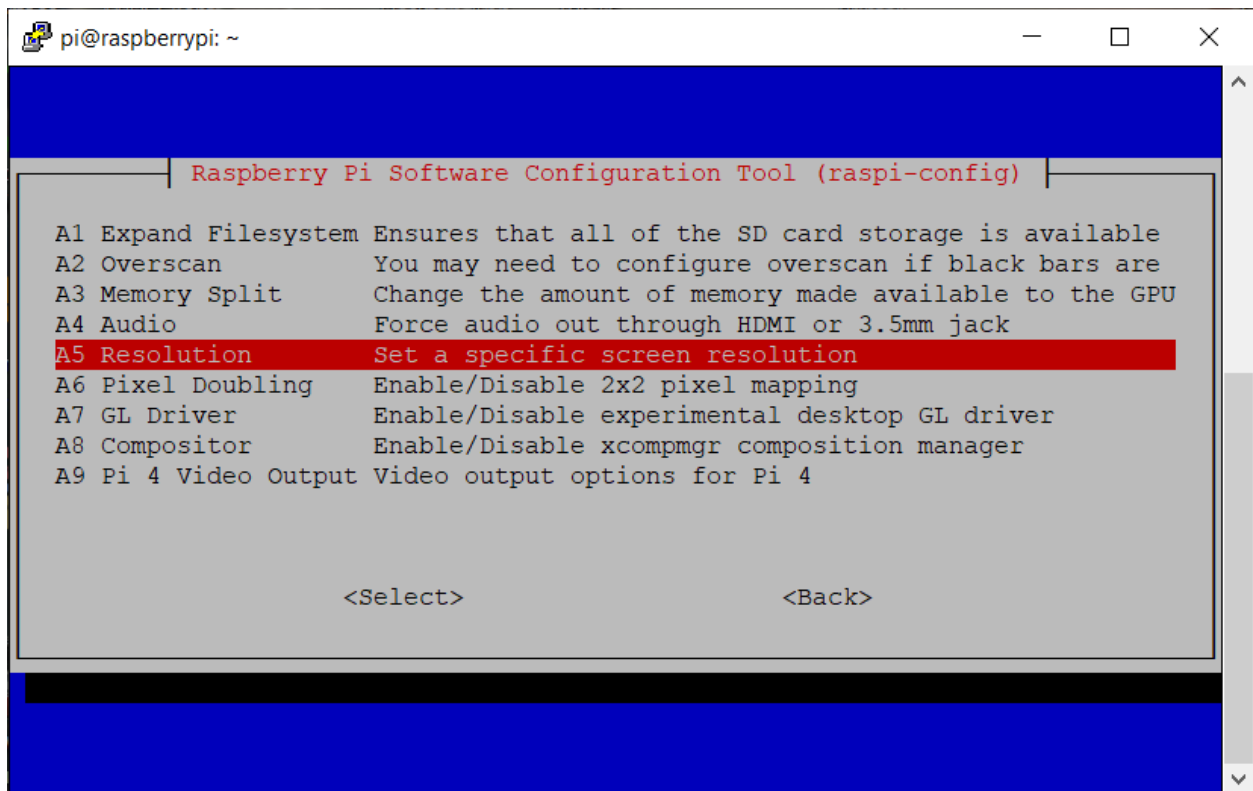 pi@raspberrypi: ~
Raspberry Pi Software Configuration Tool (raspi-config)
A1 Expand Filesystem Ensures that all of the SD card storage is available
A2 Overscan You may need to configure overscan if black bars are
A3 Memory Split Change the amount of memory made available to the GPU
A4 Audio Force audio out through HDMI or 3.5mm jack
A5 Resolution Set a specific screen resolution
A6 Pixel Doubling Enable/Disable 2x2 pixel mapping
A7 GL Driver Enable/Disable experimental desktop GL driver
A8 Compositor Enable/Disable xcompmgr composition manager
A9 Pi 4 Video Output Video output options for Pi 4
<Select> <Back>